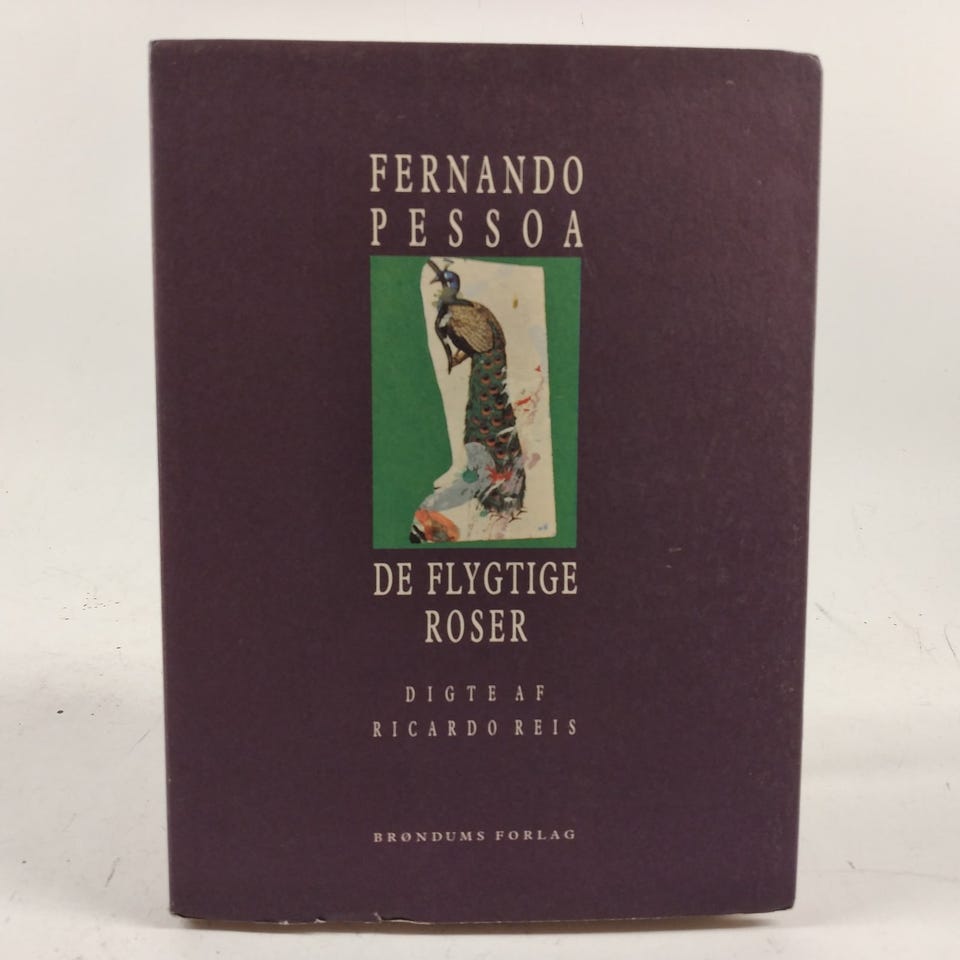 FERNANDO
PESSOA
DE FLYGTIGE
ROSER
DIGTE AF
RICARDO REIS
BRØNDUMS FORLAG